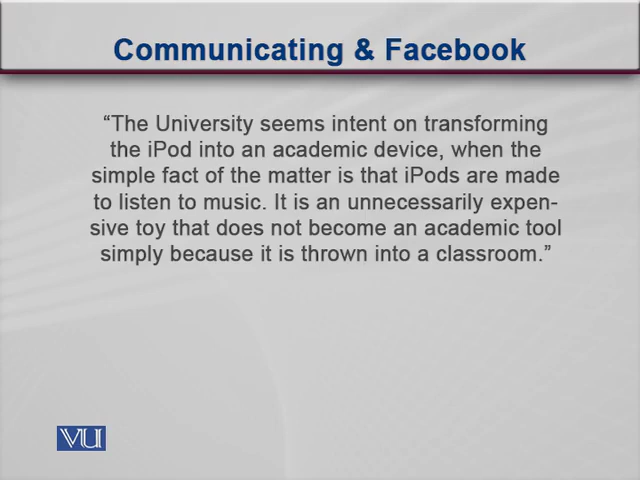 Communicating & Facebook
“The University seems intent on transforming
the iPod into an academic device, when the
simple fact of the matter is that iPods are made
to listen to music. It is an unnecessarily expen-
sive toy that does not become an academic tool
simply because it is thrown into a classroom.”
VU